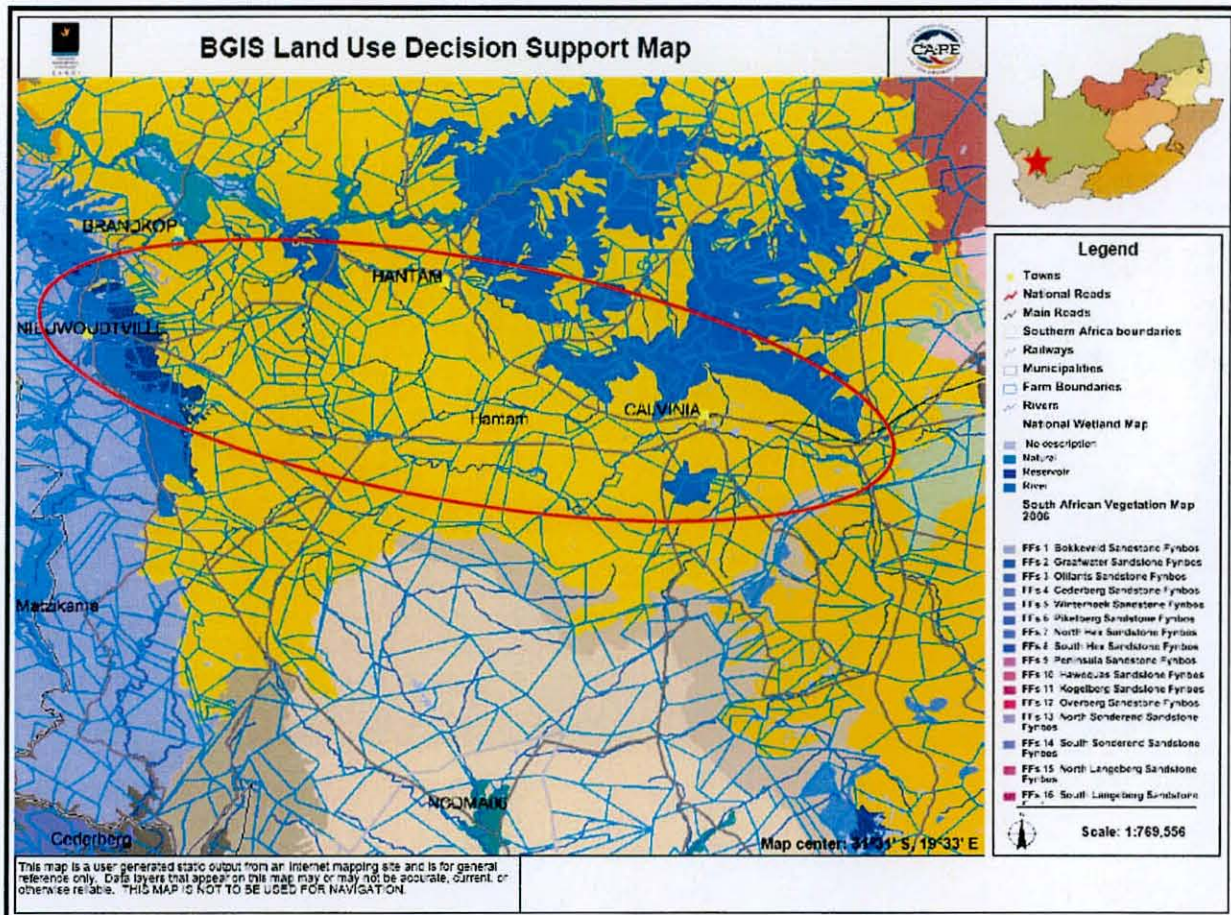 BGIS Land Use Decision Support Map
SANBI
CAPE
BRANDKOP
HANTAM
NIEUWOUDTVILLE
CALVINIA
Hantam
Matzikama
NCDMA06
Cederberg
Map center: 31°31' S, 19°33' E
Legend
Towns
National Roads
Main Roads
Southern Africa boundaries
Railways
Municipalities
Farm Boundaries
Rivers
National Wetland Map
No description
Natural
Reservoir
River
South African Vegetation Map
2006
FFs 1 Bokkeveld Sandstone Fynbos
FFs 2 Graafwater Sandstone Fynbos
FFs 3 Olifants Sandstone Fynbos
FFs 4 Cederberg Sandstone Fynbos
FFs 5 Winterhoek Sandstone Fynbos
FFs 6 Piketberg Sandstone Fynbos
FFs 7 North Hex Sandstone Fynbos
FFs 8 South Hex Sandstone Fynbos
FFs 9 Peninsula Sandstone Fynbos
FFs 10 Hawequas Sandstone Fynbos
FFs 11 Kogelberg Sandstone Fynbos
FFs 12 Overberg Sandstone Fynbos
FFs 13 North Sonderend Sandstone
Fynbos
FFs 14 South Sonderend Sandstone
Fynbos
FFs 15 North Langeberg Sandstone
Fynbos
FFs 16 South Langeberg Sandstone
Scale: 1:769,556
This map is a user generated static output from an internet mapping site and is for general
reference only. Data layers that appear on this map may or may not be accurate, current, or
otherwise reliable. THIS MAP IS NOT TO BE USED FOR NAVIGATION.